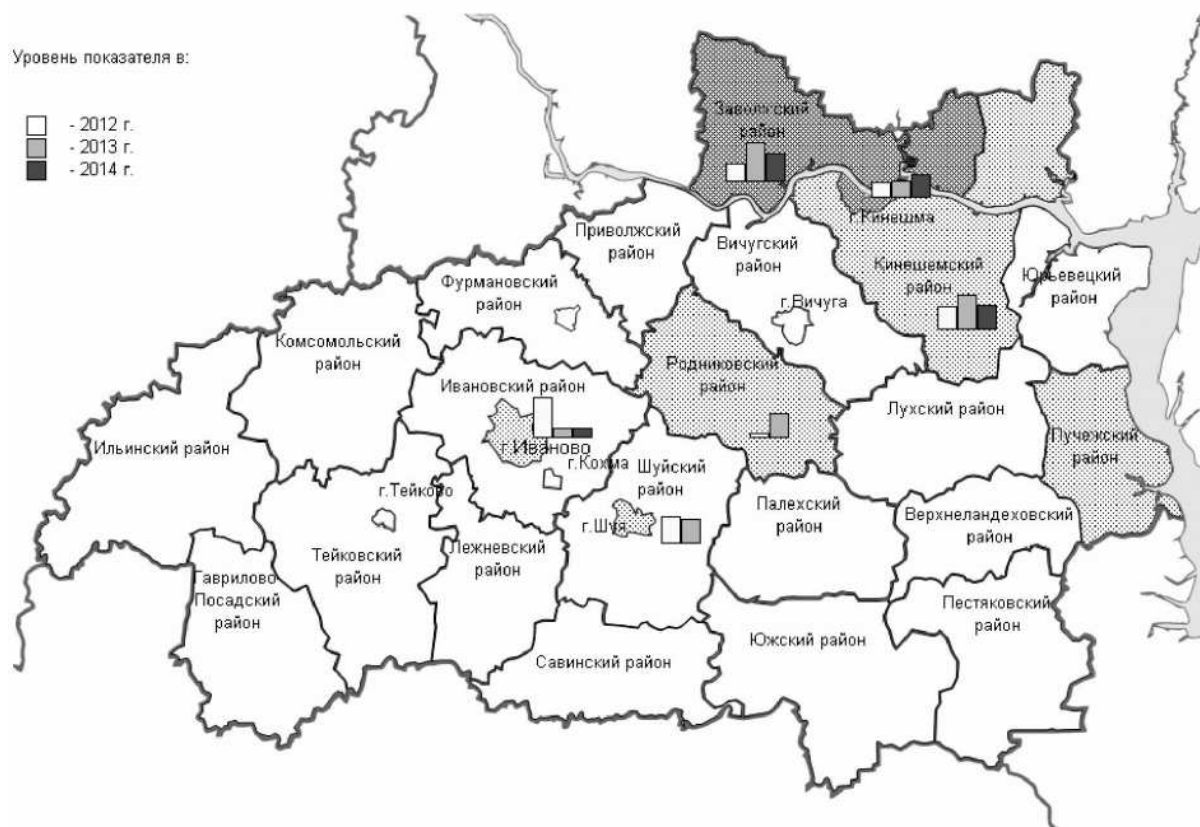 Уровень показателя в:
- 2012 г.
- 2013 г.
- 2014 г.
Заволжский
район
г.Кинешма
Приволжский
район
Вичугский
район
Кинешемский
район
Юрьевецкий
район
Фурмановский
район
г.Вичуга
Комсомольский
район
Родниковский
район
Ивановский район
Лухский район
Ильинский район
г.Иваново
Пучежский
район
г.Кохма
Шуйский
район
г.Тейково
Палехский
район
Верхнеландеховский
район
г.Шуя
Тейковский
район
Лежневский
район
Гаврилово
Посадский
район
Пестяковский
район
Южский район
Савинский район